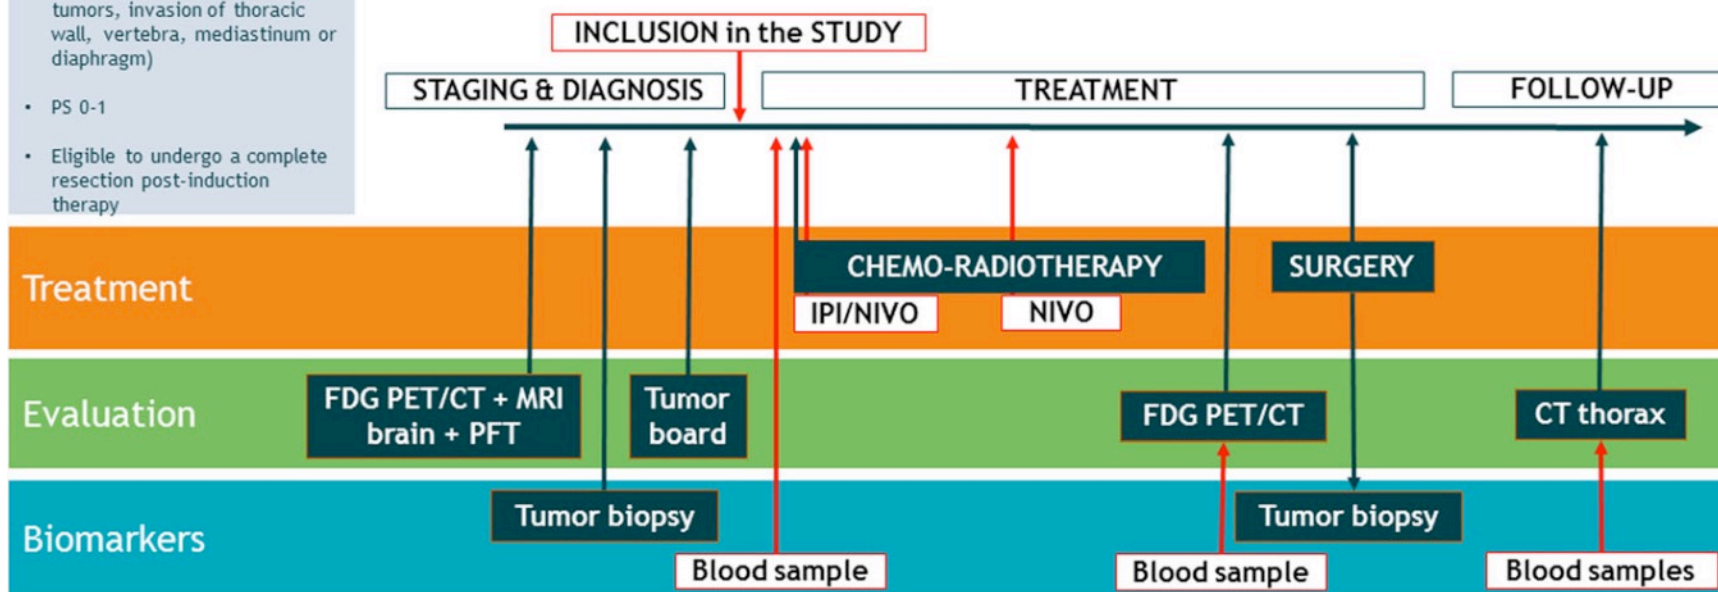 tumors, invasion of thoracic
wall, vertebra, mediastinum or
diaphragm)
• PS 0-1
• Eligible to undergo a complete
resection post-induction
therapy
INCLUSION in the STUDY
STAGING & DIAGNOSIS
TREATMENT
FOLLOW-UP
Treatment
CHEMO-RADIOTHERAPY
SURGERY
IPI/NIVO
NIVO
Evaluation
FDG PET/CT + MRI
brain + PFT
Tumor
board
FDG PET/CT
CT thorax
Biomarkers
Tumor biopsy
Tumor biopsy
Blood sample
Blood sample
Blood samples